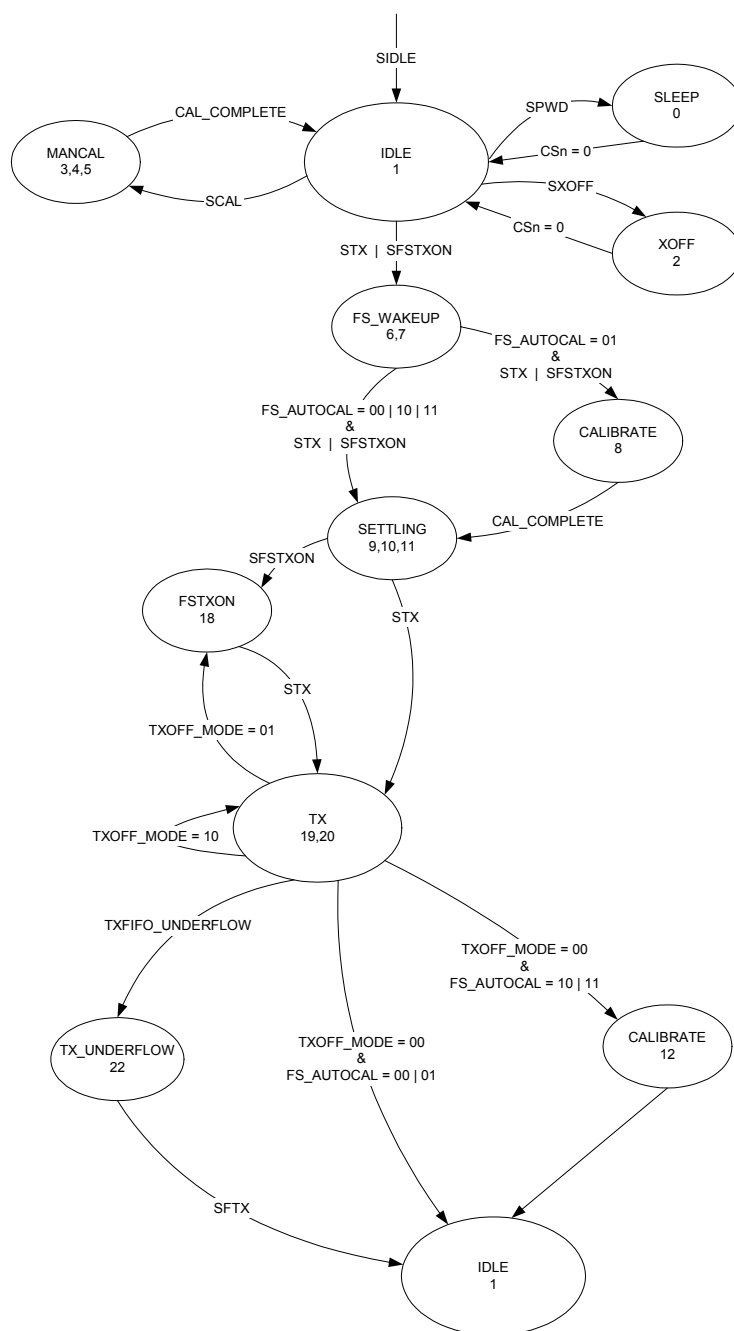 SIDLE
SPWD
SLEEP
0
CAL_COMPLETE
MANCAL
3,4,5
IDLE
1
CSn = 0
SCAL
SXOFF
CSn = 0
XOFF
2
STX | SFSTXON
FS_WAKEUP
6,7
FS_AUTOCAL = 01
&
STX | SFSTXON
FS_AUTOCAL = 00 | 10 | 11
&
STX | SFSTXON
CALIBRATE
8
SETTLING
9,10,11
CAL_COMPLETE
SFSTXON
FSTXON
18
STX
STX
TXOFF_MODE = 01
TX
19,20
TXOFF_MODE = 10
TXFIFO_UNDERFLOW
TXOFF_MODE = 00
&
FS_AUTOCAL = 10 | 11
TX_UNDERFLOW
22
TXOFF_MODE = 00
&
FS_AUTOCAL = 00 | 01
CALIBRATE
12
SFTX
IDLE
1